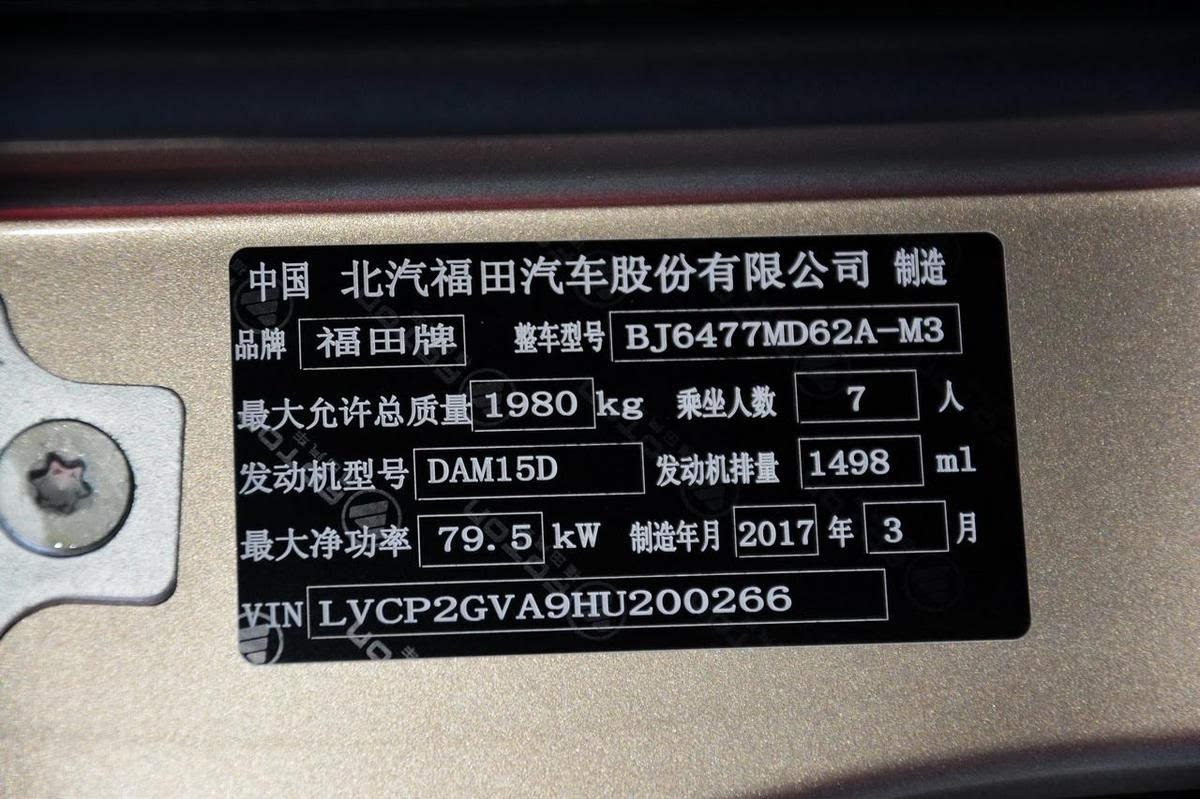 中国 北汽福田汽车股份有限公司 制造
品牌 福田牌 整车型号 BJ6477MD62A-M3
最大允许总质量 1980 kg 乘坐人数 7 人
发动机型号 DAM15D 发动机排量 1498 ml
最大净功率 79.5 kW 制造年月 2017 年 3 月
VIN LVCP2GVA9HU200266